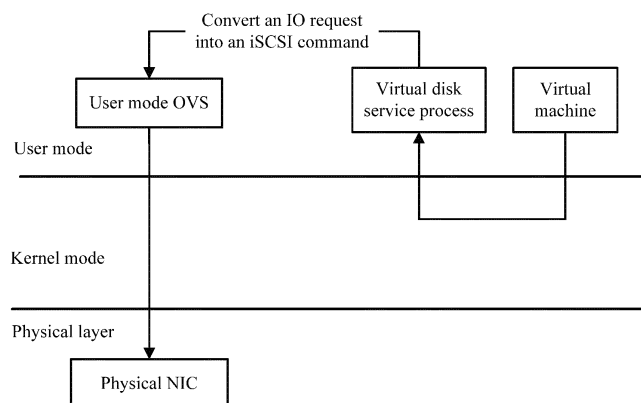 Convert an IO request
into an iSCSI command
User mode OVS
Virtual disk
service process
Virtual
machine
User mode
Kernel mode
Physical layer
Physical NIC